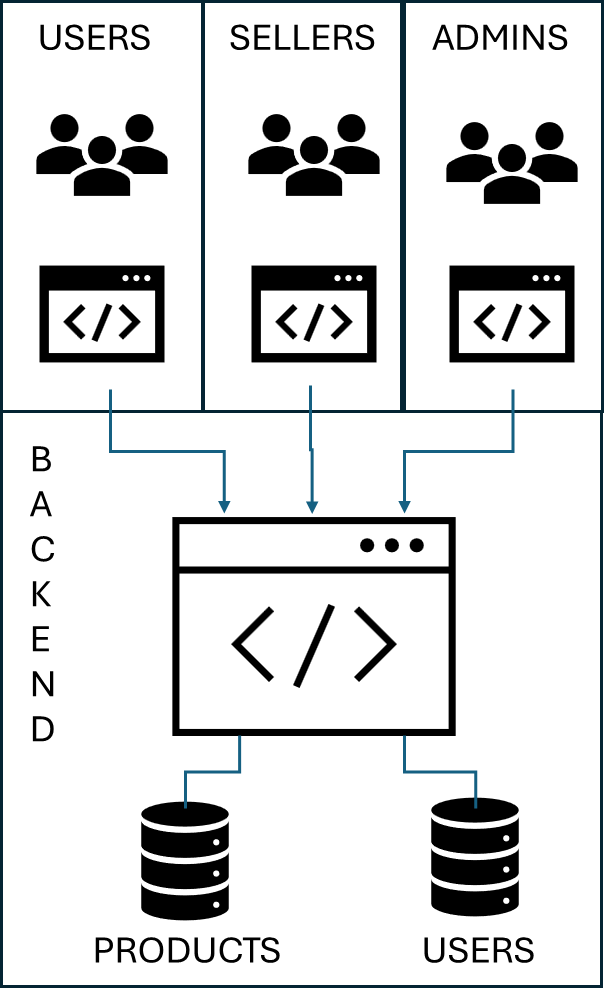 USERS
SELLERS
ADMINS
</>
</>
</>
B
A
C
K
E
N
D
</>
PRODUCTS
USERS